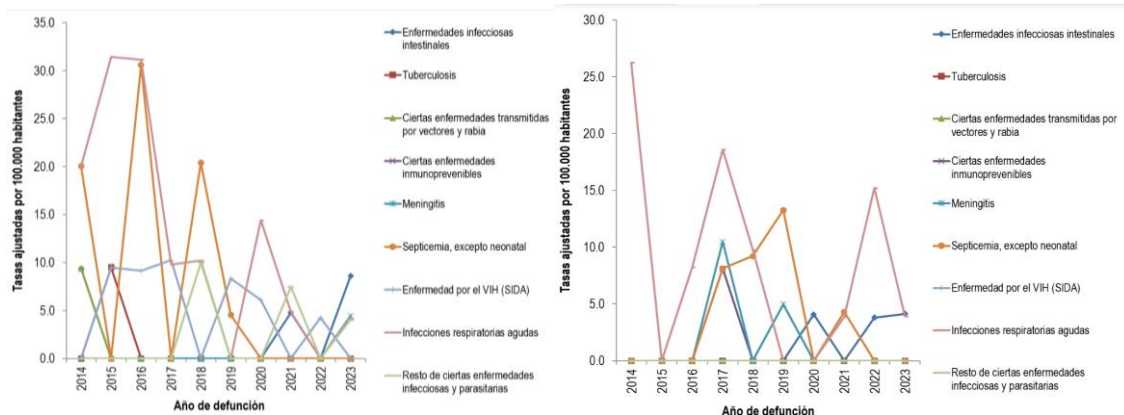 Tasas ajustadas por 100.000 habitantes
35.0
30.0
25.0
20.0
15.0
10.0
5.0
0.0
2014
2015
2016
2017
2018
2019
2020
2021
2022
2023
Año de defunción
Enfermedades infecciosas
intestinales
Tuberculosis
Ciertas enfermedades transmitidas
por vectores y rabia
Ciertas enfermedades
inmunoprevenibles
Meningitis
Septicemia, excepto neonatal
Enfermedad por el VIH (SIDA)
Infecciones respiratorias agudas
Resto de ciertas enfermedades
infecciosas y parasitarias
Tasas ajustadas por 100.000 habitantes
30.0
25.0
20.0
15.0
10.0
5.0
0.0
2014
2015
2016
2017
2018
2019
2020
2021
2022
2023
Año de defunción
Enfermedades infecciosas intestinales
Tuberculosis
Ciertas enfermedades transmitidas por
vectores y rabia
Ciertas enfermedades
inmunoprevenibles
Meningitis
Septicemia, excepto neonatal
Enfermedad por el VIH (SIDA)
Infecciones respiratorias agudas
Resto de ciertas enfermedades
infecciosas y parasitarias